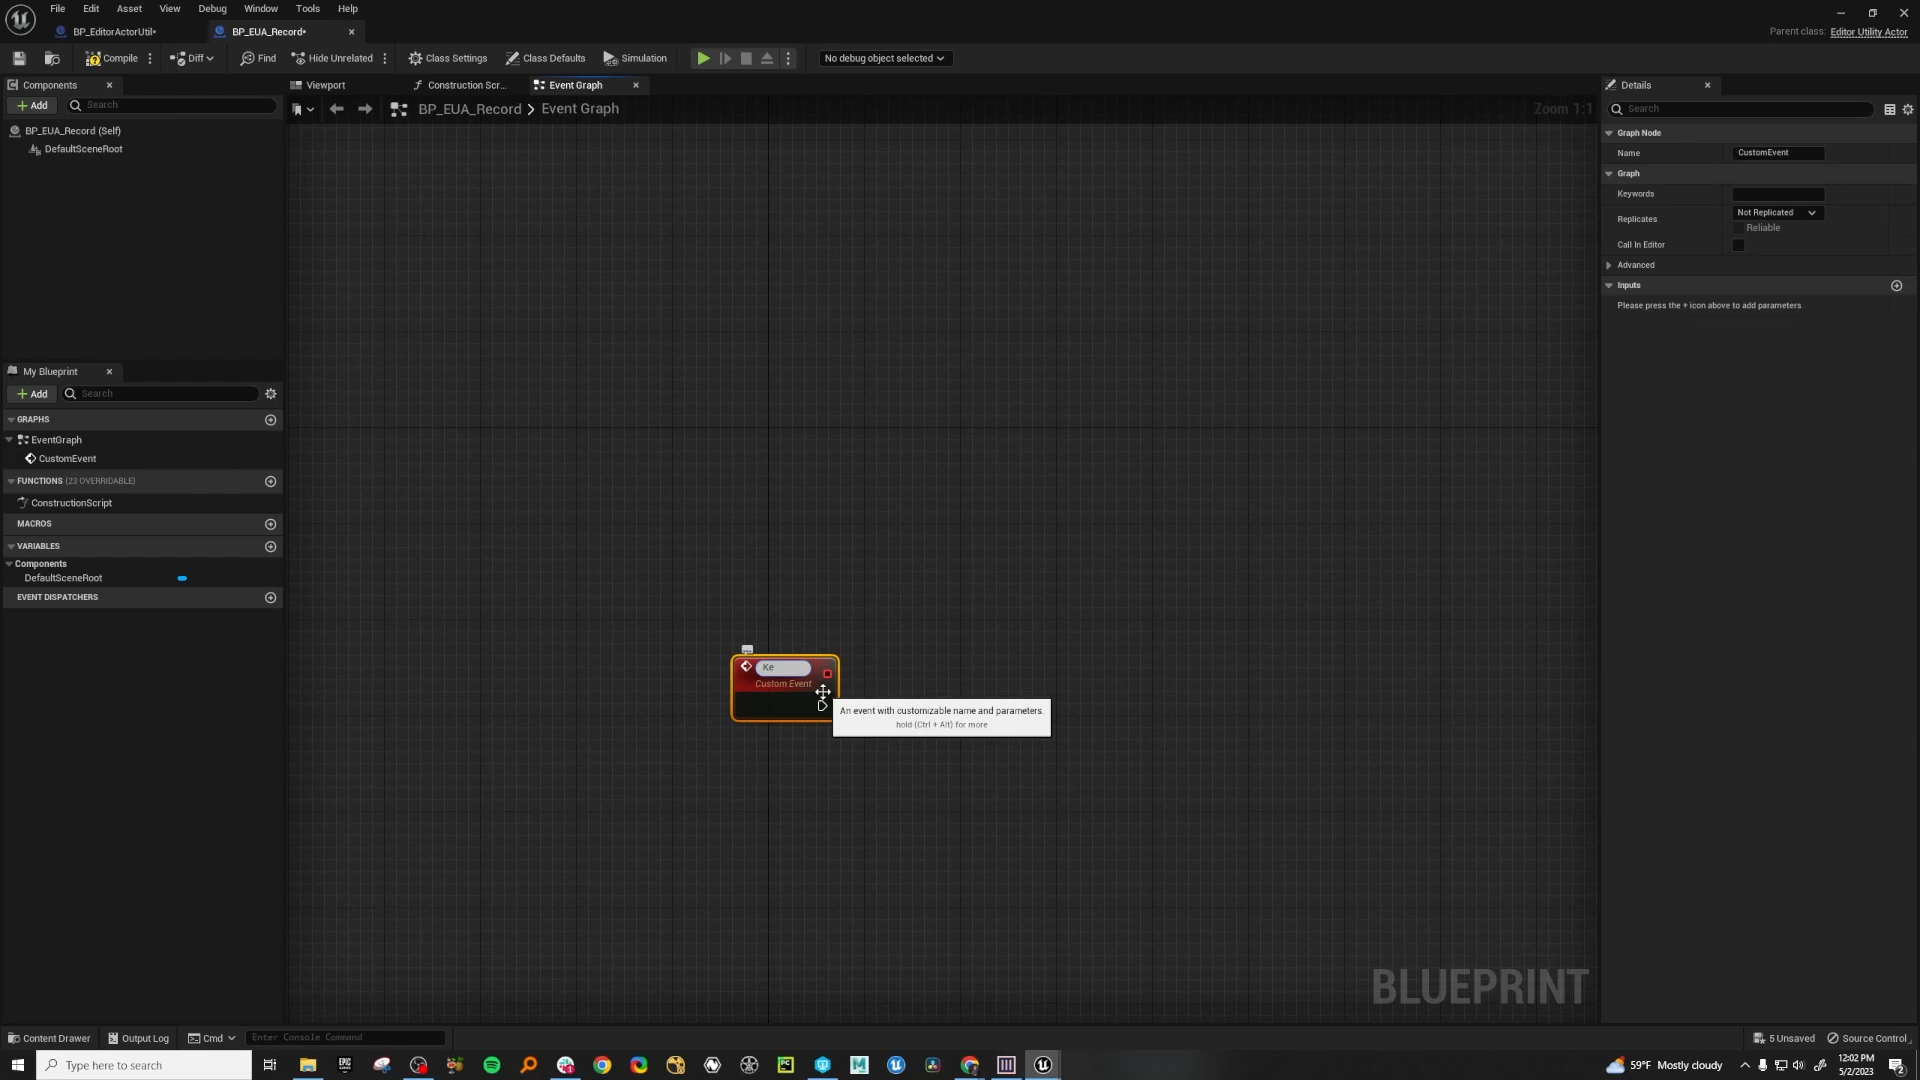 File Edit Asset View Debug Window Tools Help
BP_EditorActorUtil•
BP_EUA_Record•
Parent class: Editor Utility Actor
Compile
Diff
Find
Hide Unrelated
Class Settings
Class Defaults
Simulation
No debug object selected
Components
Add
Search
BP_EUA_Record (Self)
DefaultSceneRoot
Viewport
Construction Scr...
Event Graph
BP_EUA_Record > Event Graph
Zoom 1:1
My Blueprint
Add
Search
GRAPHS
EventGraph
CustomEvent
FUNCTIONS (23 OVERRIDABLE)
ConstructionScript
MACROS
VARIABLES
Components
DefaultSceneRoot
EVENT DISPATCHERS
Ke
Custom Event
An event with customizable name and parameters.
hold (Ctrl + Alt) for more
BLUEPRINT
Details
Search
Graph Node
Name
CustomEvent
Graph
Keywords
Replicates
Not Replicated
Reliable
Call In Editor
Advanced
Inputs
Please press the + icon above to add parameters
Content Drawer
Output Log
Cmd
Enter Console Command
5 Unsaved
Source Control
Type here to search
EPIC
PC
M
59°F Mostly cloudy
12:02 PM
5/2/2023
2